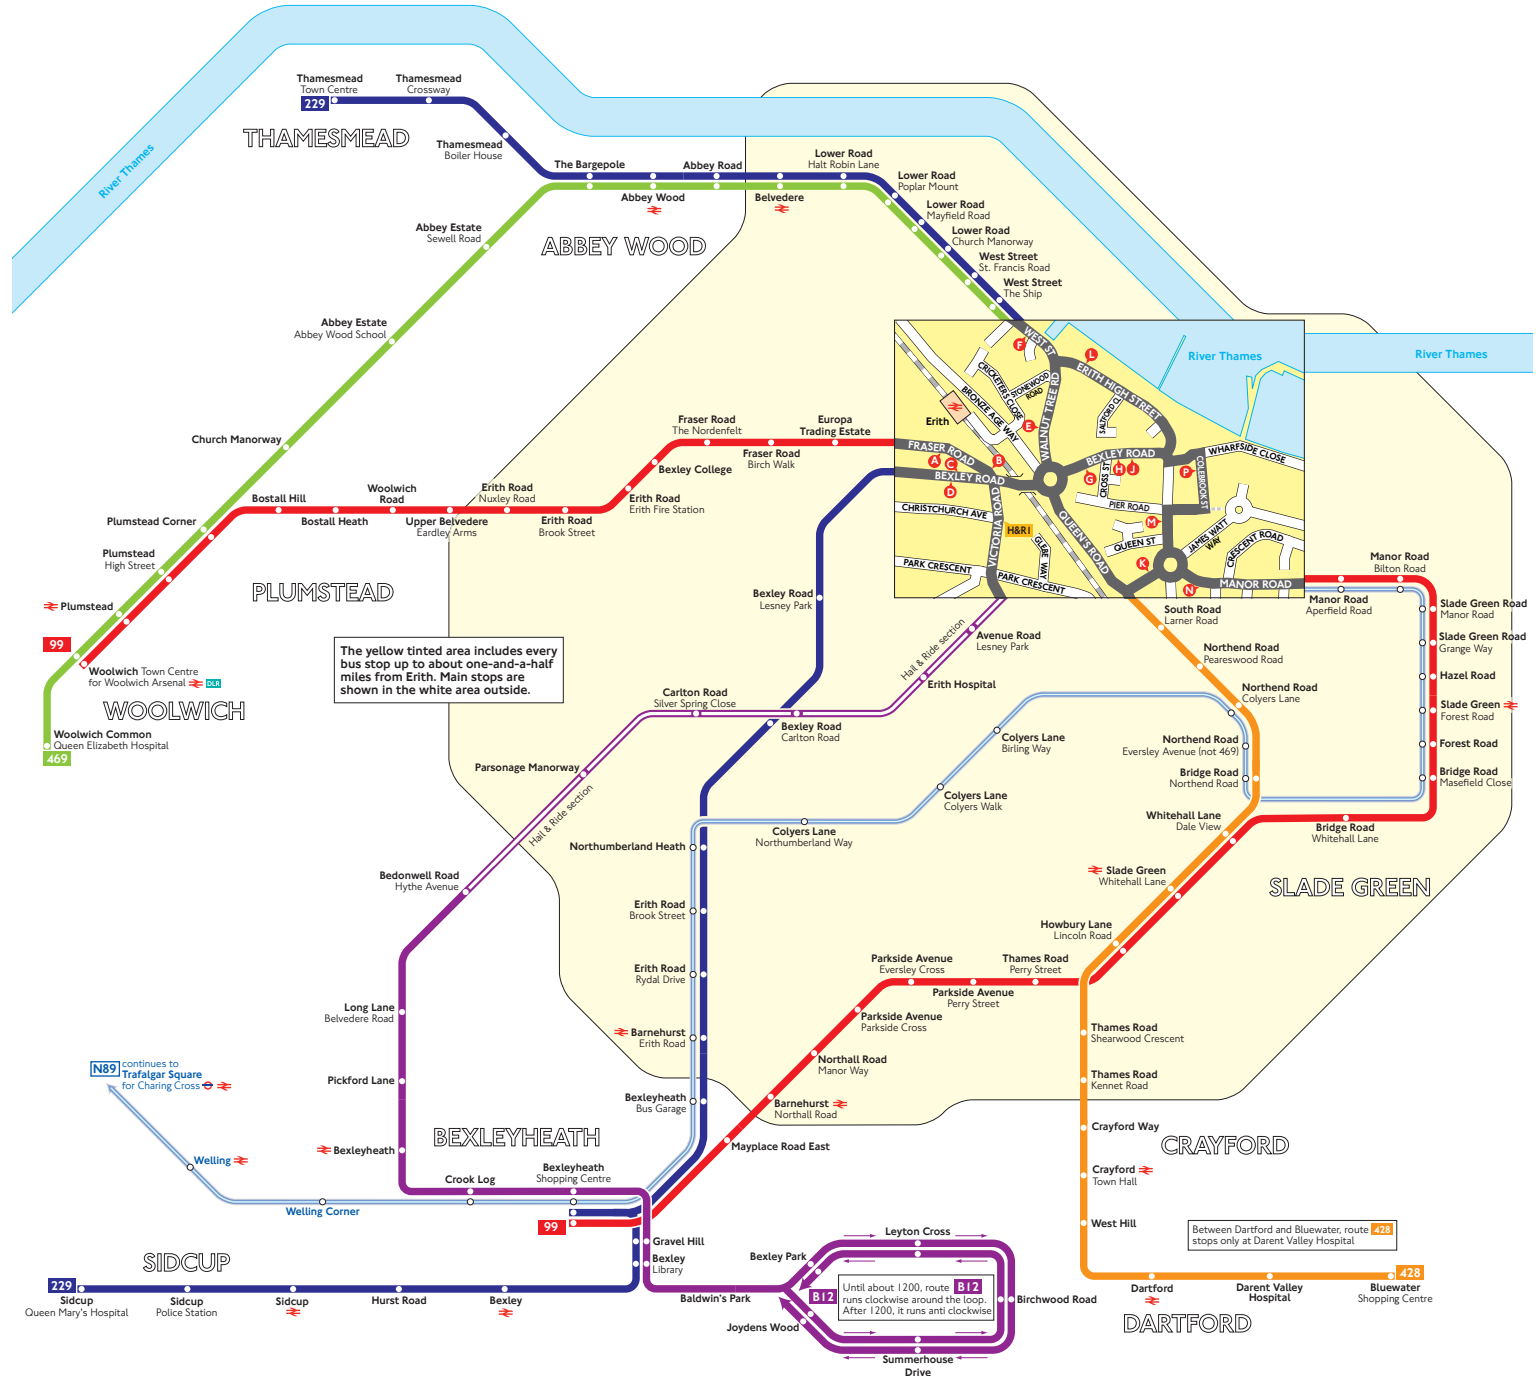 Thamesmead
Town Centre
229
Thamesmead
Crossway
THAMESMEAD
Thamesmead
Boiler House
River Thames
The Bargepole
Abbey Road
Lower Road
Halt Robin Lane
Abbey Wood
Belvedere
Lower Road
Poplar Mount
Lower Road
Mayfield Road
Lower Road
Church Manorway
West Street
St. Francis Road
West Street
The Ship
Abbey Estate
Sewell Road
ABBEY WOOD
Abbey Estate
Abbey Wood School
Church Manorway
Plumstead Corner
Plumstead
High Street
Plumstead
99
Woolwich Town Centre
for Woolwich Arsenal DLR
WOOLWICH
Woolwich Common
Queen Elizabeth Hospital
469
PLUMSTEAD
Bostall Hill
Bostall Heath
Woolwich
Road
Upper Belvedere
Eardley Arms
Erith Road
Nuxley Road
Erith Road
Brook Street
Erith Road
Erith Fire Station
Bexley College
Fraser Road
The Nordenfelt
Fraser Road
Birch Walk
Europa
Trading Estate
The yellow tinted area includes every
bus stop up to about one-and-a-half
miles from Erith. Main stops are
shown in the white area outside.
WEST ST
F
L
River Thames
River Thames
ERITH HIGH STREET
CRICKETERS CLOSE
STONEWOOD
ROAD
BRONZE AGE WAY
WALNUT TREE RD
SALTFORD CL
Erith
E
FRASER ROAD
A
C
B
D
BEXLEY ROAD
BEXLEY ROAD
G
H
J
P
CROSS ST
COLEBROOK ST
WHARFSIDE CLOSE
CHRISTCHURCH AVE
VICTORIA ROAD
H&R1
GLEBE WAY
QUEEN'S ROAD
PIER ROAD
M
QUEEN ST
JAMES WATT
WAY
CRESCENT ROAD
K
N
MANOR ROAD
PARK CRESCENT
PARK CRESCENT
Manor Road
Bilton Road
Manor Road
Aperfield Road
Slade Green Road
Manor Road
Slade Green Road
Grange Way
Hazel Road
Slade Green
Forest Road
Forest Road
Bridge Road
Masefield Close
Bridge Road
Whitehall Lane
SLADE GREEN
South Road
Larner Road
Northend Road
Peareswood Road
Northend Road
Colyers Lane
Northend Road
Eversley Avenue (not 469)
Bridge Road
Northend Road
Whitehall Lane
Dale View
Slade Green
Whitehall Lane
Howbury Lane
Lincoln Road
Bexley Road
Lesney Park
Avenue Road
Lesney Park
Hail & Ride section
Erith Hospital
Carlton Road
Silver Spring Close
Bexley Road
Carlton Road
Parsonage Manorway
Hail & Ride section
Bedonwell Road
Hythe Avenue
Colyers Lane
Birling Way
Colyers Lane
Colyers Walk
Colyers Lane
Northumberland Way
Northumberland Heath
Erith Road
Brook Street
Erith Road
Rydal Drive
Barnehurst
Erith Road
Bexleyheath
Bus Garage
Parkside Avenue
Eversley Cross
Thames Road
Perry Street
Parkside Avenue
Perry Street
Parkside Avenue
Parkside Cross
Northall Road
Manor Way
Barnehurst
Northall Road
Mayplace Road East
Thames Road
Shearwood Crescent
Thames Road
Kennet Road
Crayford Way
CRAYFORD
Crayford
Town Hall
West Hill
Between Dartford and Bluewater, route 428
stops only at Darent Valley Hospital
428
Dartford
Darent Valley
Hospital
Bluewater
Shopping Centre
DARTFORD
Long Lane
Belvedere Road
Pickford Lane
Bexleyheath
BEXLEYHEATH
Crook Log
Bexleyheath
Shopping Centre
99
N89
continues to
Trafalgar Square
for Charing Cross
Welling
Welling Corner
Gravel Hill
Bexley
Library
SIDCUP
229
Sidcup
Queen Mary's Hospital
Sidcup
Police Station
Sidcup
Hurst Road
Bexley
Baldwin's Park
Bexley Park
Leyton Cross
B12
Until about 1200, route B12
runs clockwise around the loop.
After 1200, it runs anti clockwise
Birchwood Road
Joydens Wood
Summerhouse
Drive